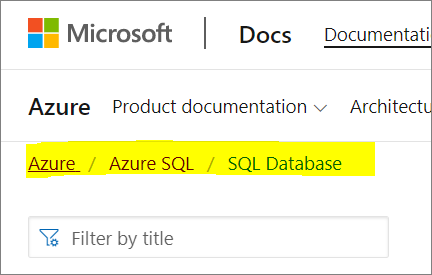 Microsoft | Docs Documentati
Azure Product documentation Architectu
Azure / Azure SQL / SQL Database
Filter by title